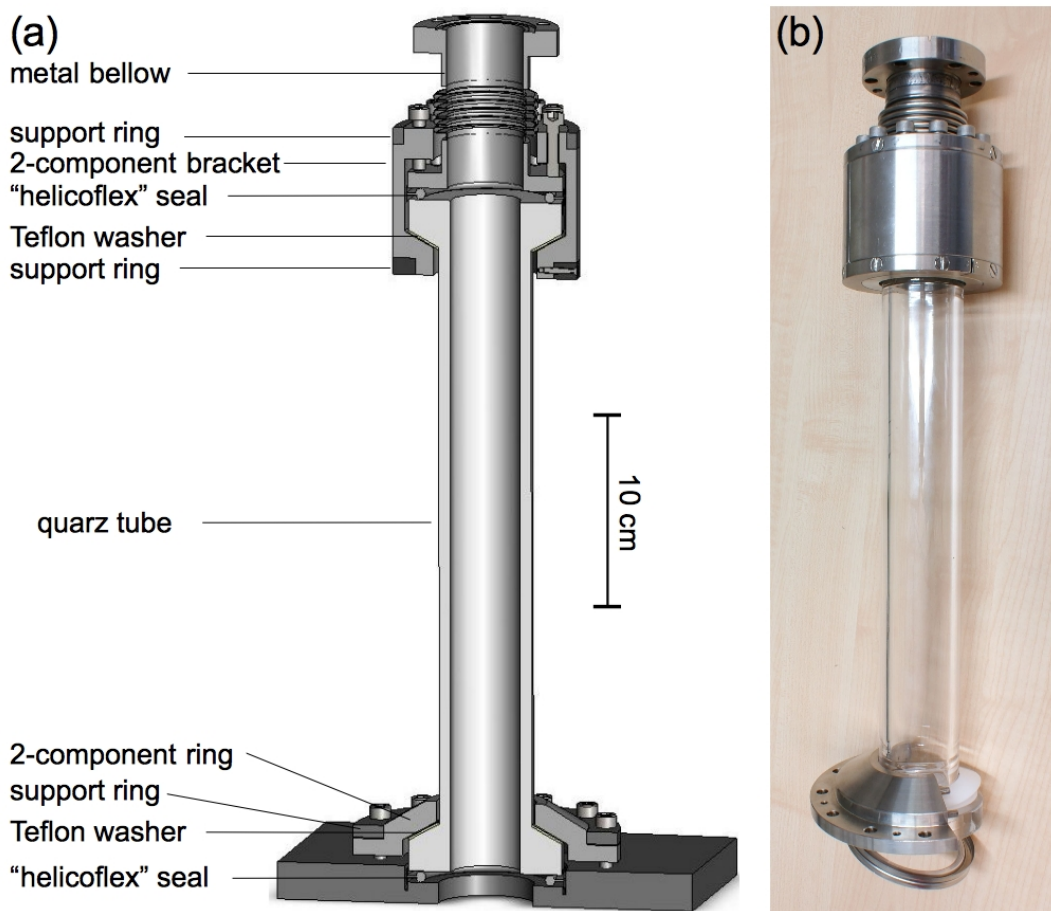 (a)
metal bellow
support ring
2-component bracket
“helicoflex” seal
Teflon washer
support ring
10 cm
quarz tube
2-component ring
support ring
Teflon washer
“helicoflex” seal
(b)